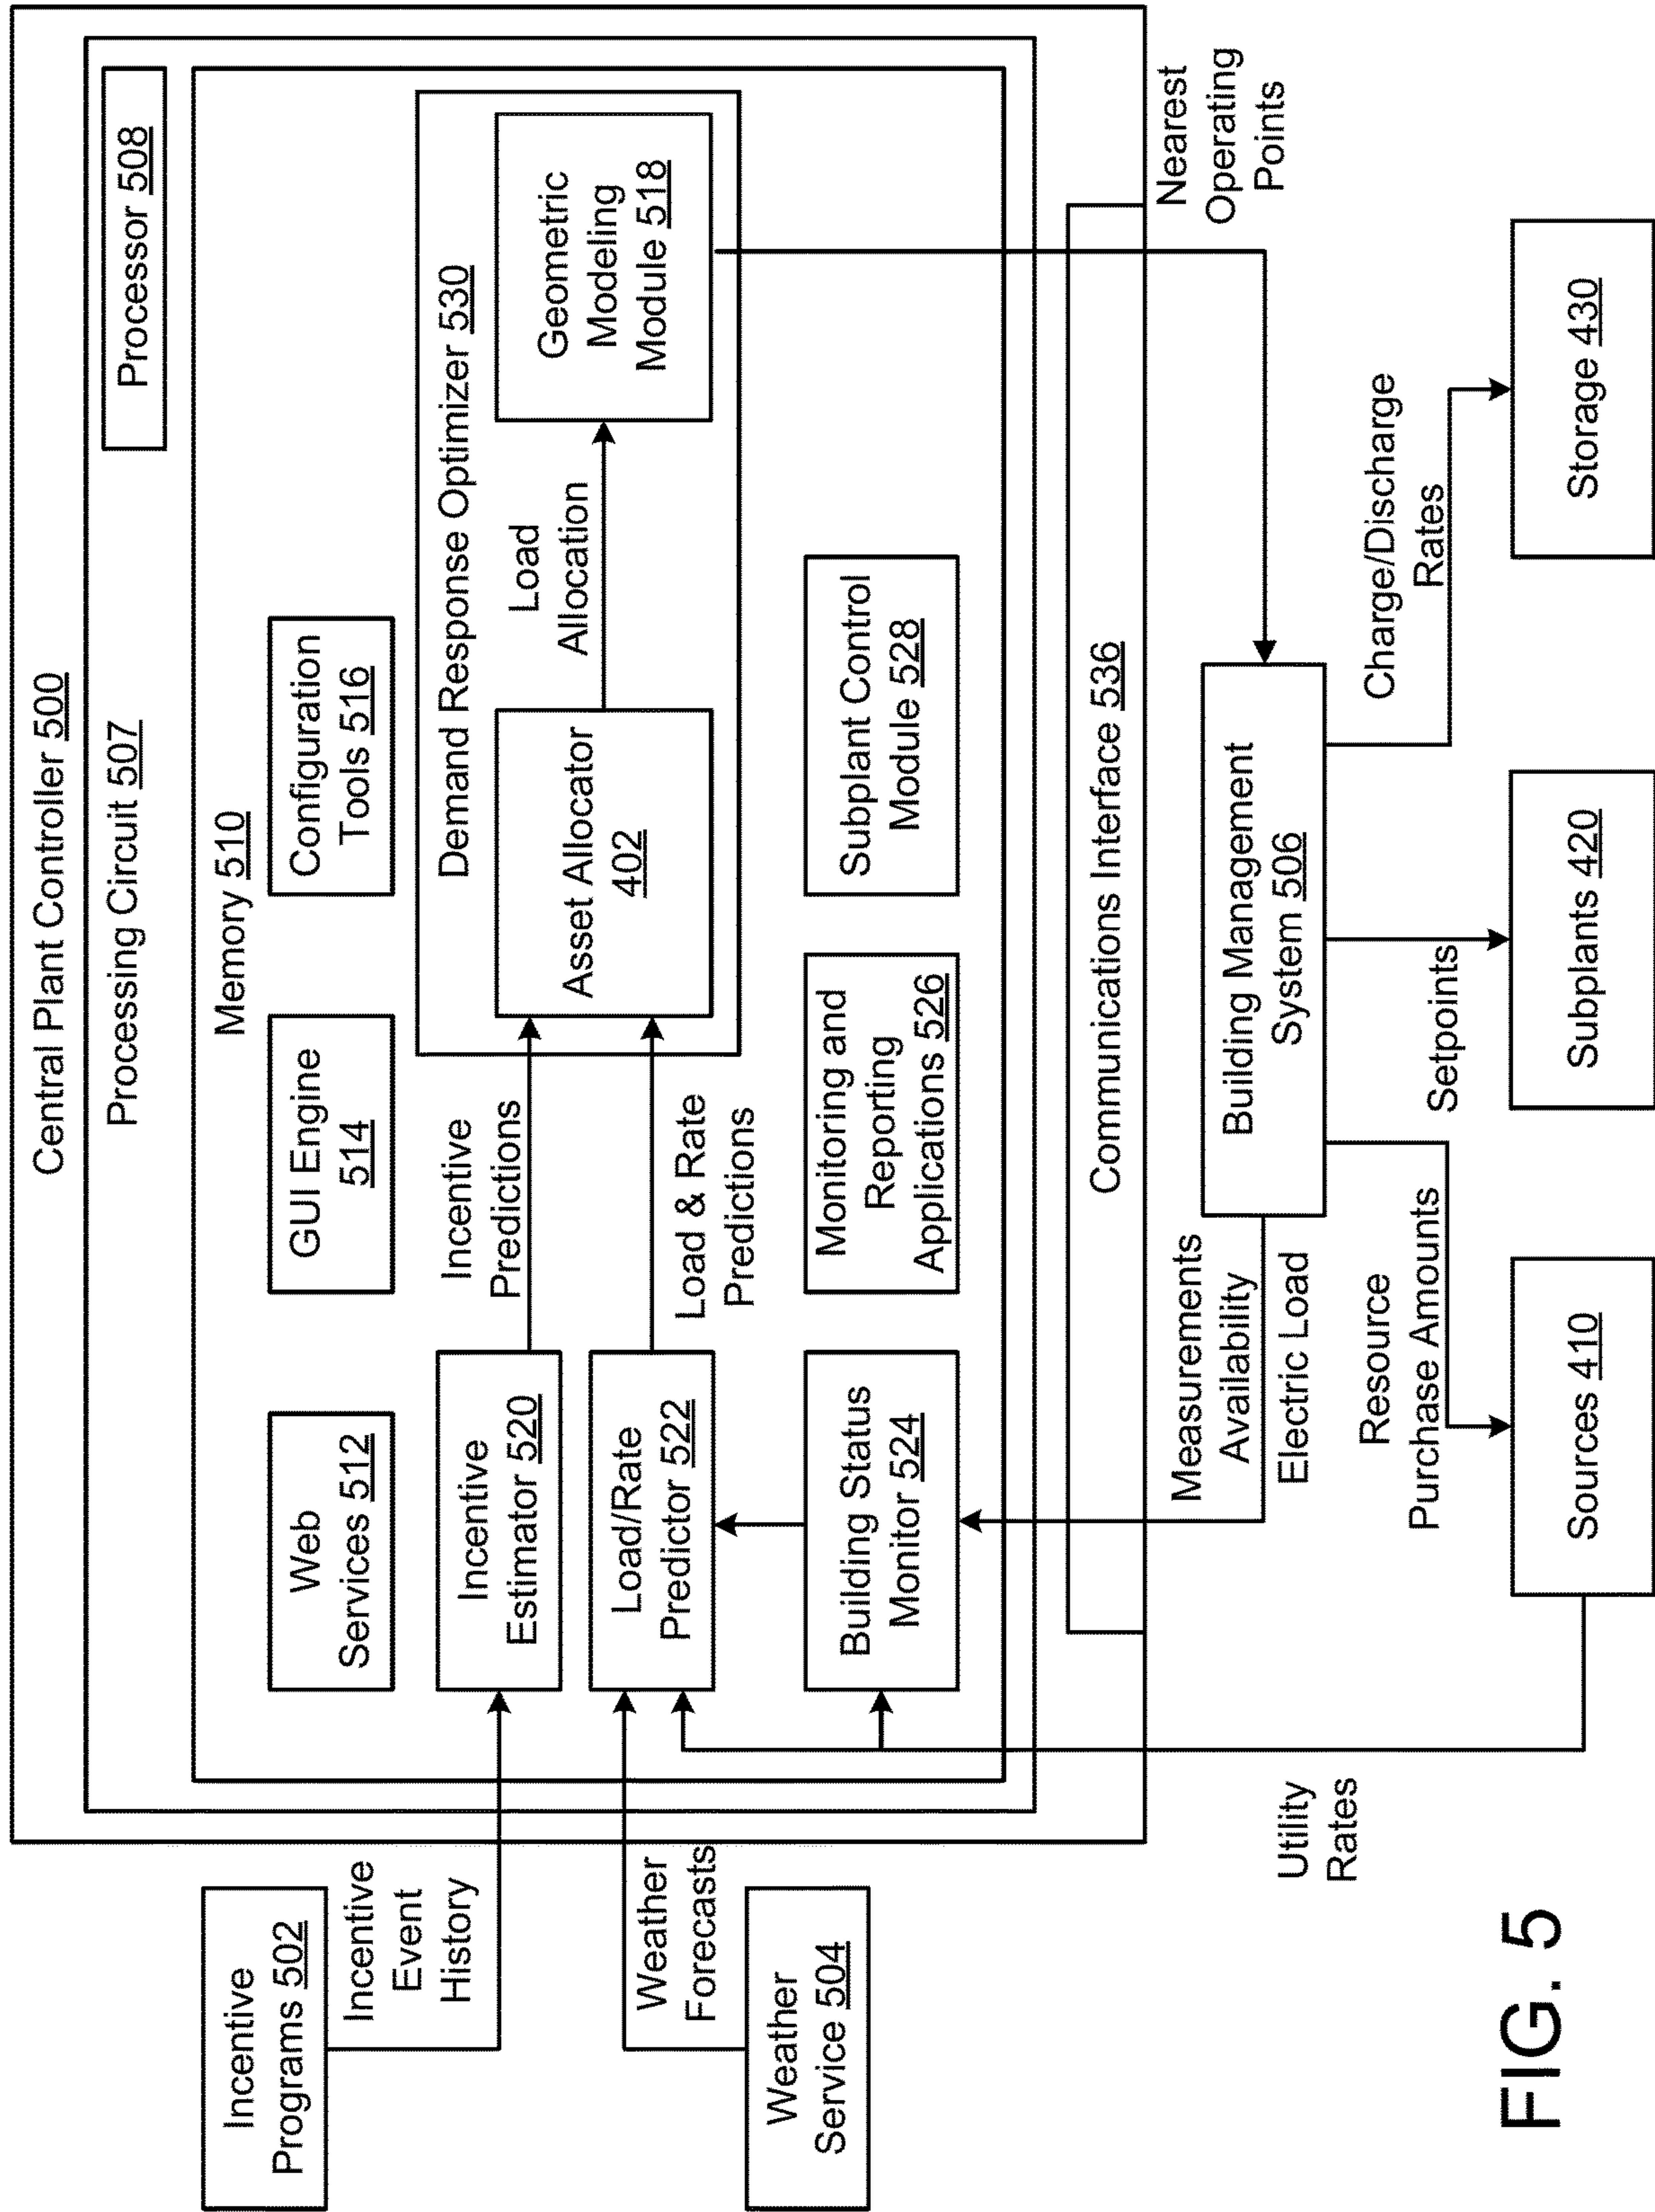 Central Plant Controller 500
Processing Circuit 507
Processor 508
Memory 510
Web
Services 512
GUI Engine
514
Configuration
Tools 516
Incentive
Programs 502
Incentive
Event
History
Incentive
Estimator 520
Incentive
Predictions
Demand Response Optimizer 530
Asset Allocator
402
Load
Allocation
Geometric
Modeling
Module 518
Weather
Forecasts
Weather
Service 504
Load/Rate
Predictor 522
Load & Rate
Predictions
Building Status
Monitor 524
Monitoring and
Reporting
Applications 526
Subplant Control
Module 528
Communications Interface 536
Nearest
Operating
Points
Measurements
Availability
Electric Load
Building Management
System 506
Utility
Rates
Resource
Purchase Amounts
Setpoints
Charge/Discharge
Rates
Sources 410
Subplants 420
Storage 430
FIG. 5